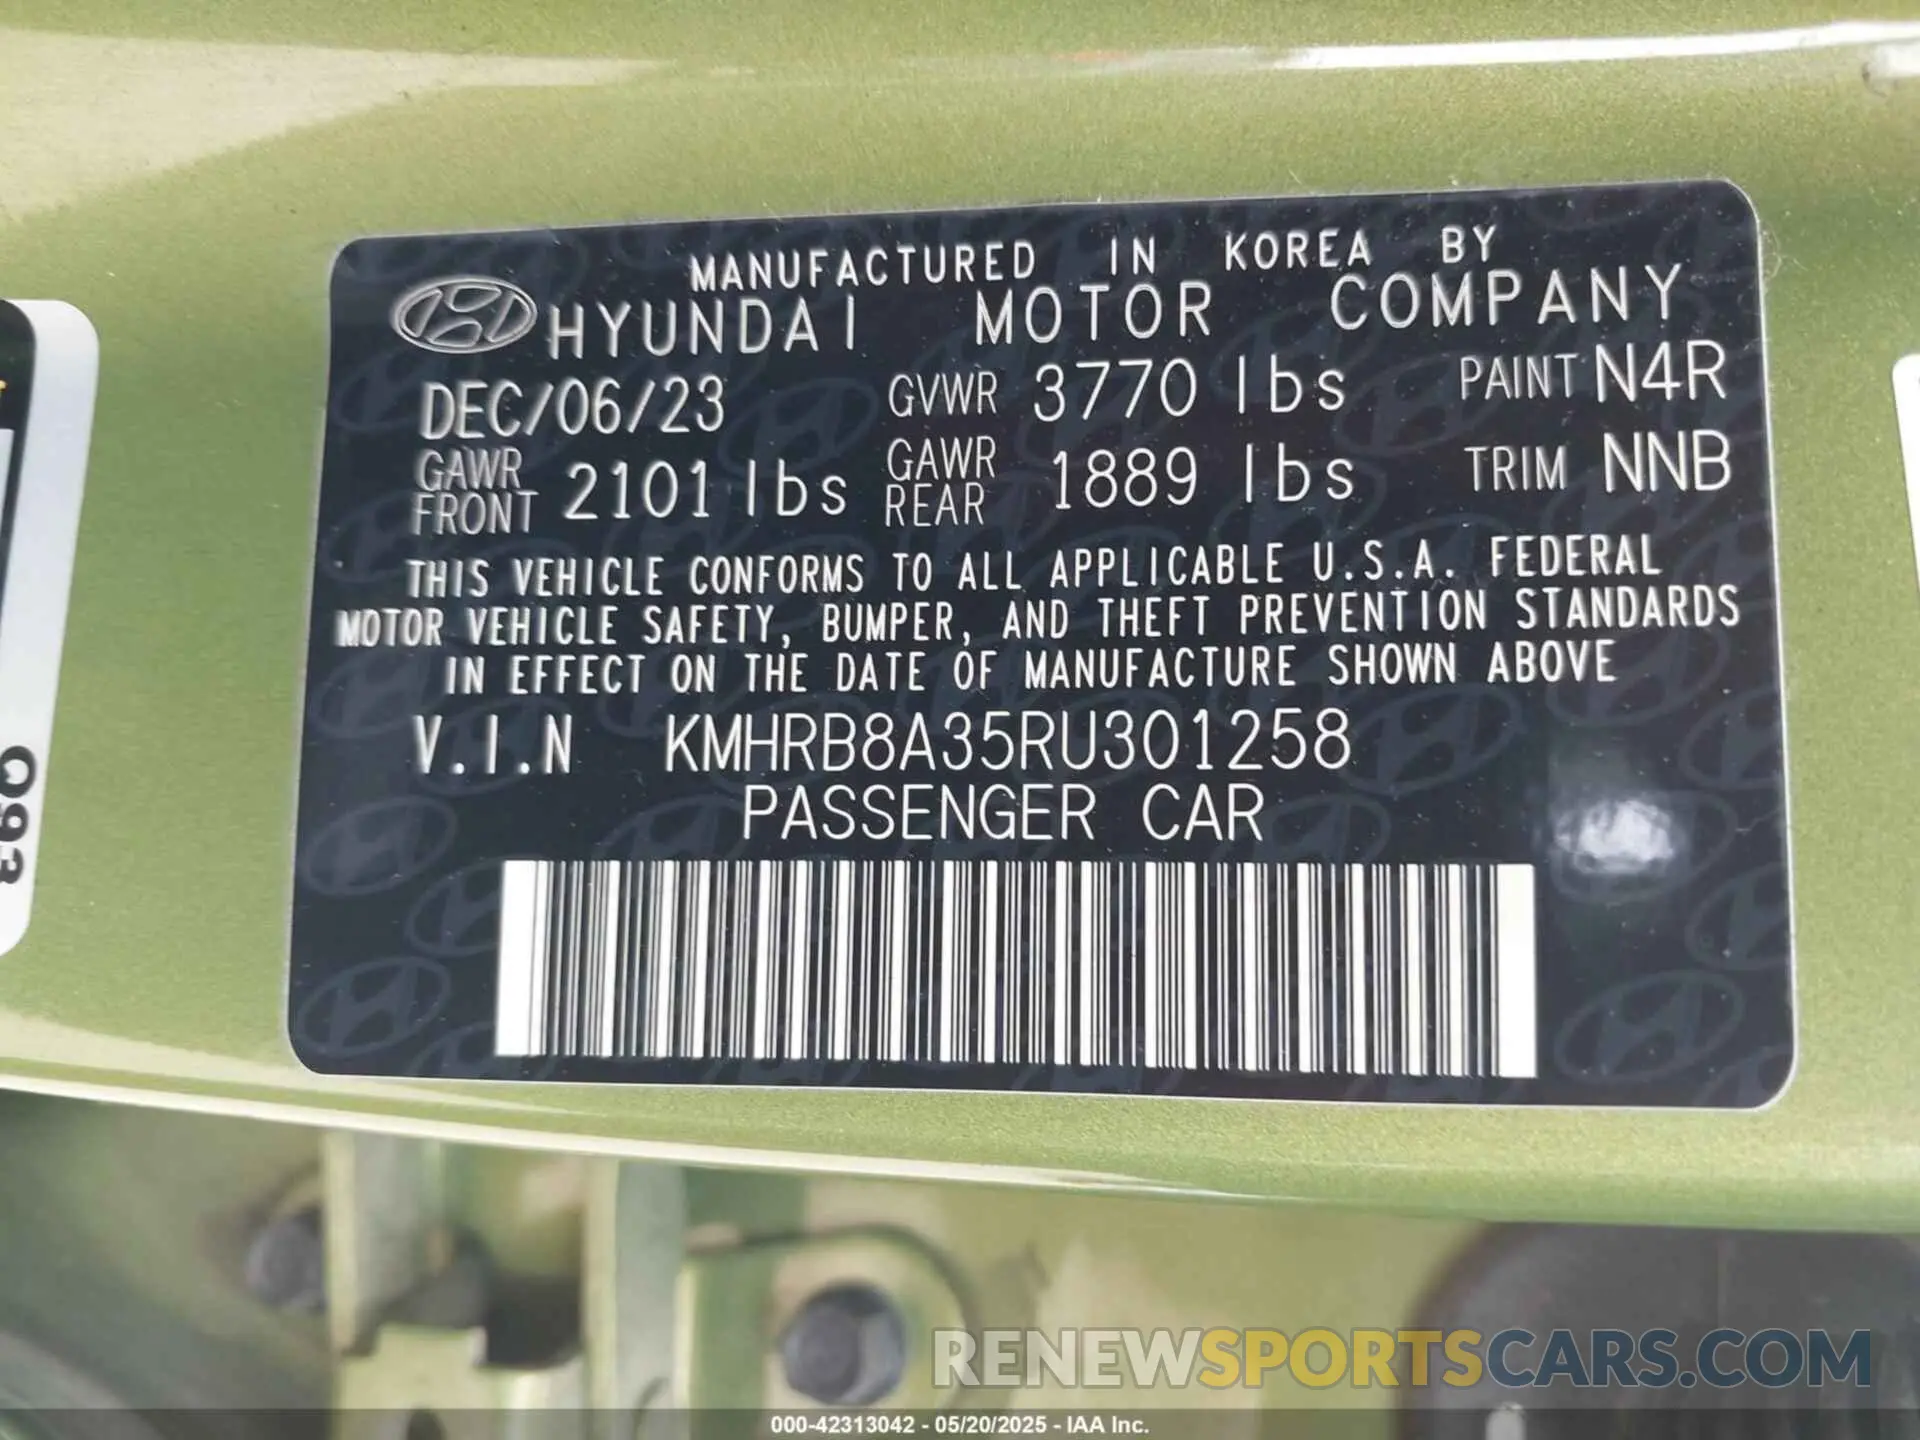 MANUFACTURED IN KOREA BY
HYUNDAI MOTOR COMPANY
DEC/06/23 GVWR 3770 lbs PAINT N4R
GAWR FRONT 2101 lbs GAWR REAR 1889 lbs TRIM NNB
THIS VEHICLE CONFORMS TO ALL APPLICABLE U.S.A. FEDERAL
MOTOR VEHICLE SAFETY, BUMPER, AND THEFT PREVENTION STANDARDS
IN EFFECT ON THE DATE OF MANUFACTURE SHOWN ABOVE
V.I.N KMHRB8A35RU301258
PASSENGER CAR
RENEWSPORTSCARS.COM
000-42313042 - 05/20/2025 - IAA Inc.